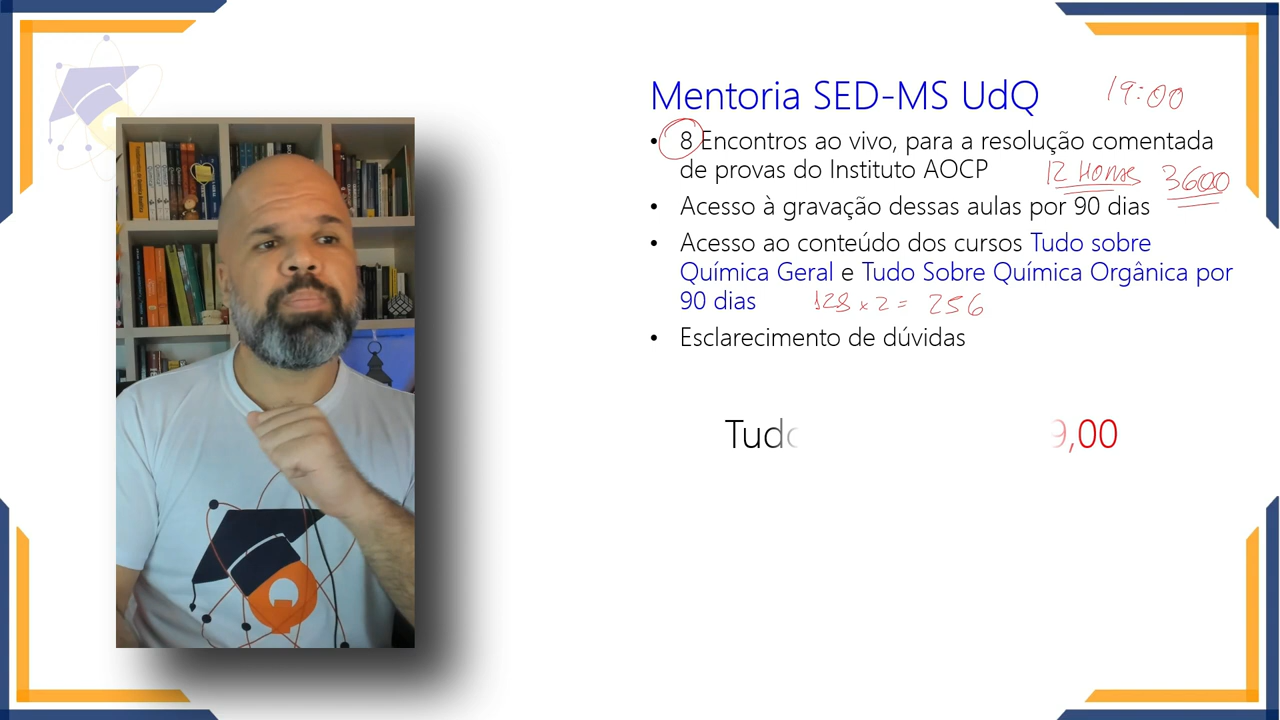 Mentoria SED-MS UdQ
19:00
• 8 Encontros ao vivo, para a resolução comentada
de provas do Instituto AOCP
12 HORAS 3600
• Acesso à gravação dessas aulas por 90 dias
• Acesso ao conteúdo dos cursos Tudo sobre
Química Geral e Tudo Sobre Química Orgânica por
90 dias
128 x 2 = 256
• Esclarecimento de dúvidas
Tudo 9,00